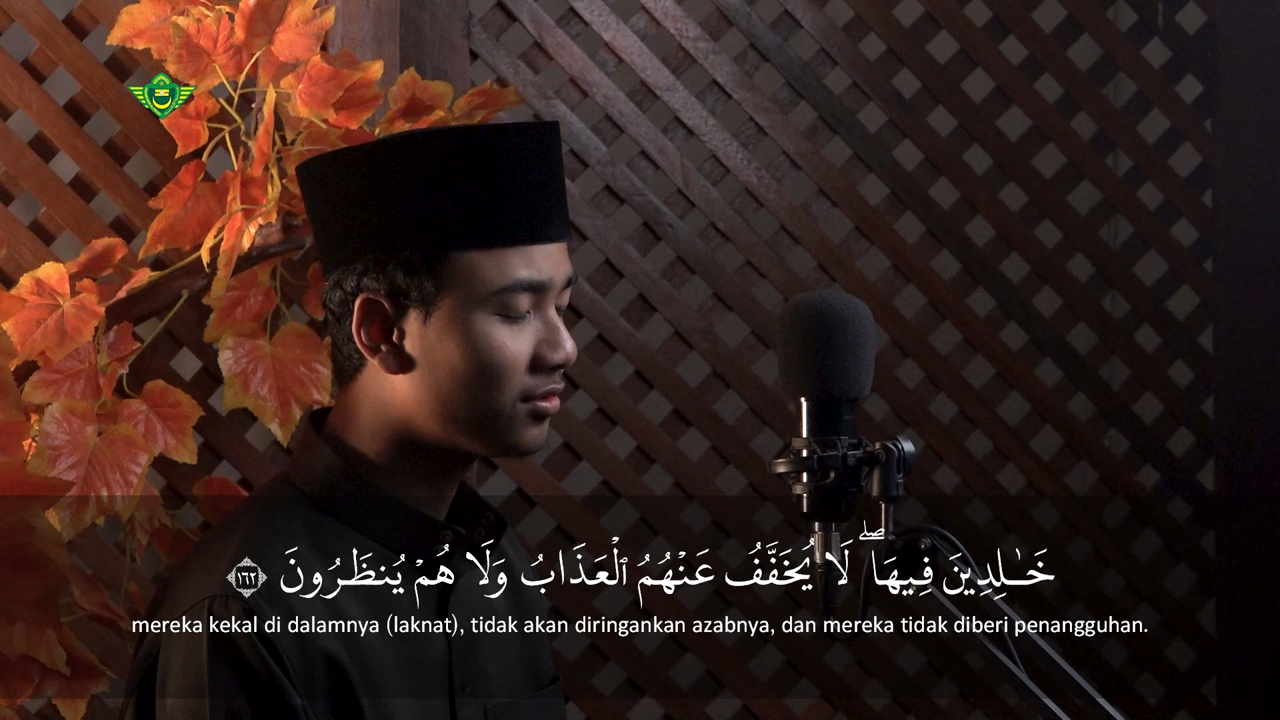 خَـٰلِدِينَ فِيهَا ۖ لَا يُخَفَّفُ عَنْهُمُ ٱلْعَذَابُ وَلَا هُمْ يُنظَرُونَ ١٦٢
mereka kekal di dalamnya (laknat), tidak akan diringankan azabnya, dan mereka tidak diberi penangguhan.